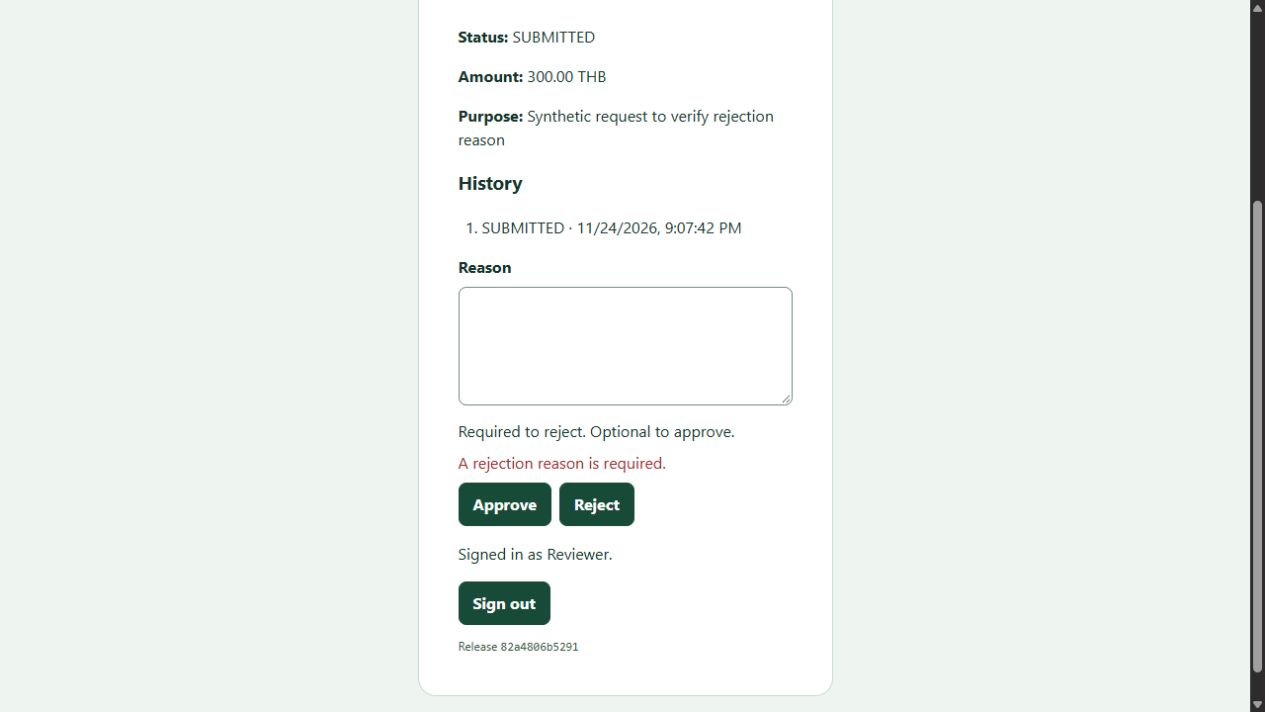 Status: SUBMITTED
Amount: 300.00 THB
Purpose: Synthetic request to verify rejection
reason
History
1. SUBMITTED · 11/24/2026, 9:07:42 PM
Reason
Required to reject. Optional to approve.
A rejection reason is required.
Approve Reject
Signed in as Reviewer.
Sign out
Release 82a4806b5291